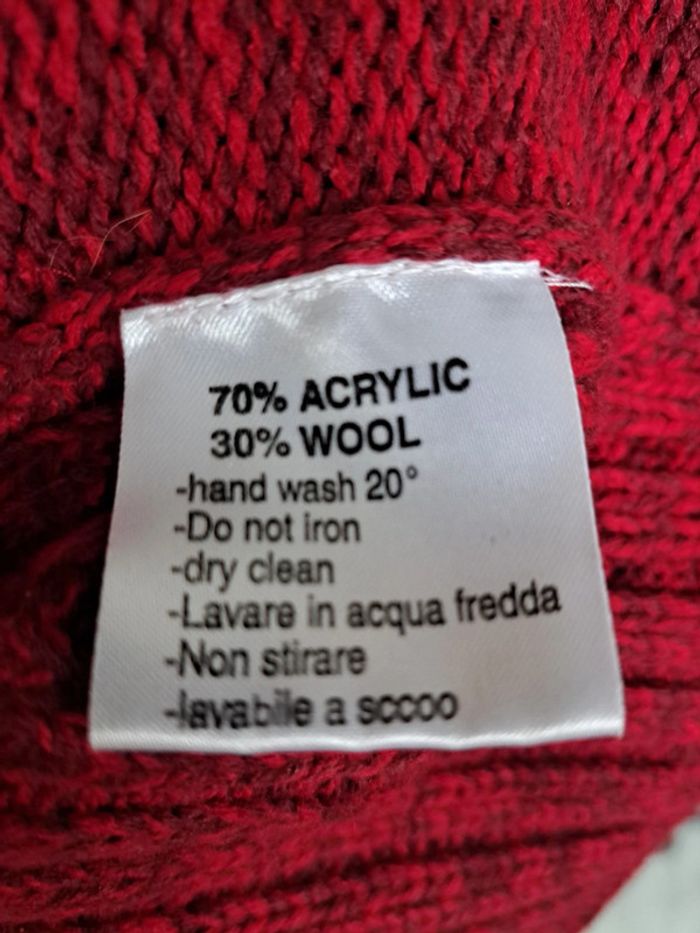 70% ACRYLIC
30% WOOL
-hand wash 20°
-Do not iron
-dry clean
-Lavare in acqua fredda
-Non stirare
-lavabile a sccoo